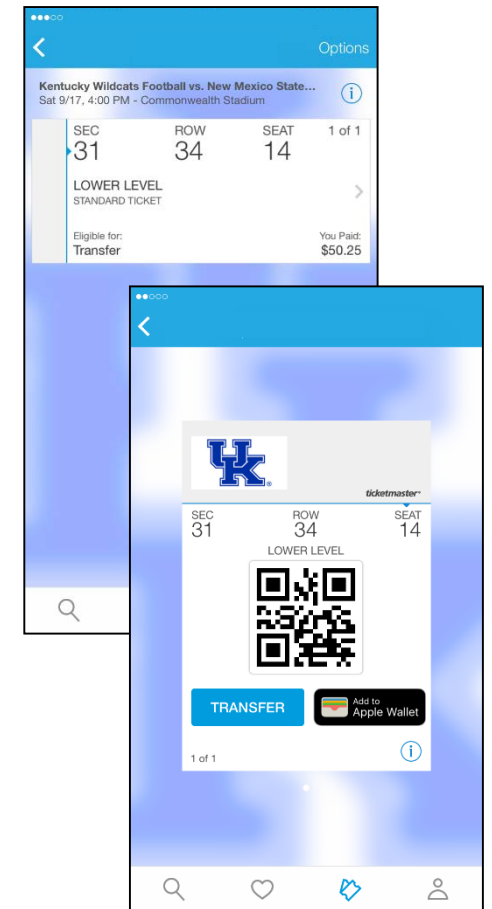 Options
Kentucky Wildcats Football vs. New Mexico State...
Sat 9/17, 4:00 PM - Commonwealth Stadium
SEC ROW SEAT 1 of 1
31 34 14
LOWER LEVEL
STANDARD TICKET
Eligible for: You Paid:
Transfer $50.25
UK
ticketmaster
SEC ROW SEAT
31 34 14
LOWER LEVEL
TRANSFER
Add to
Apple Wallet
1 of 1